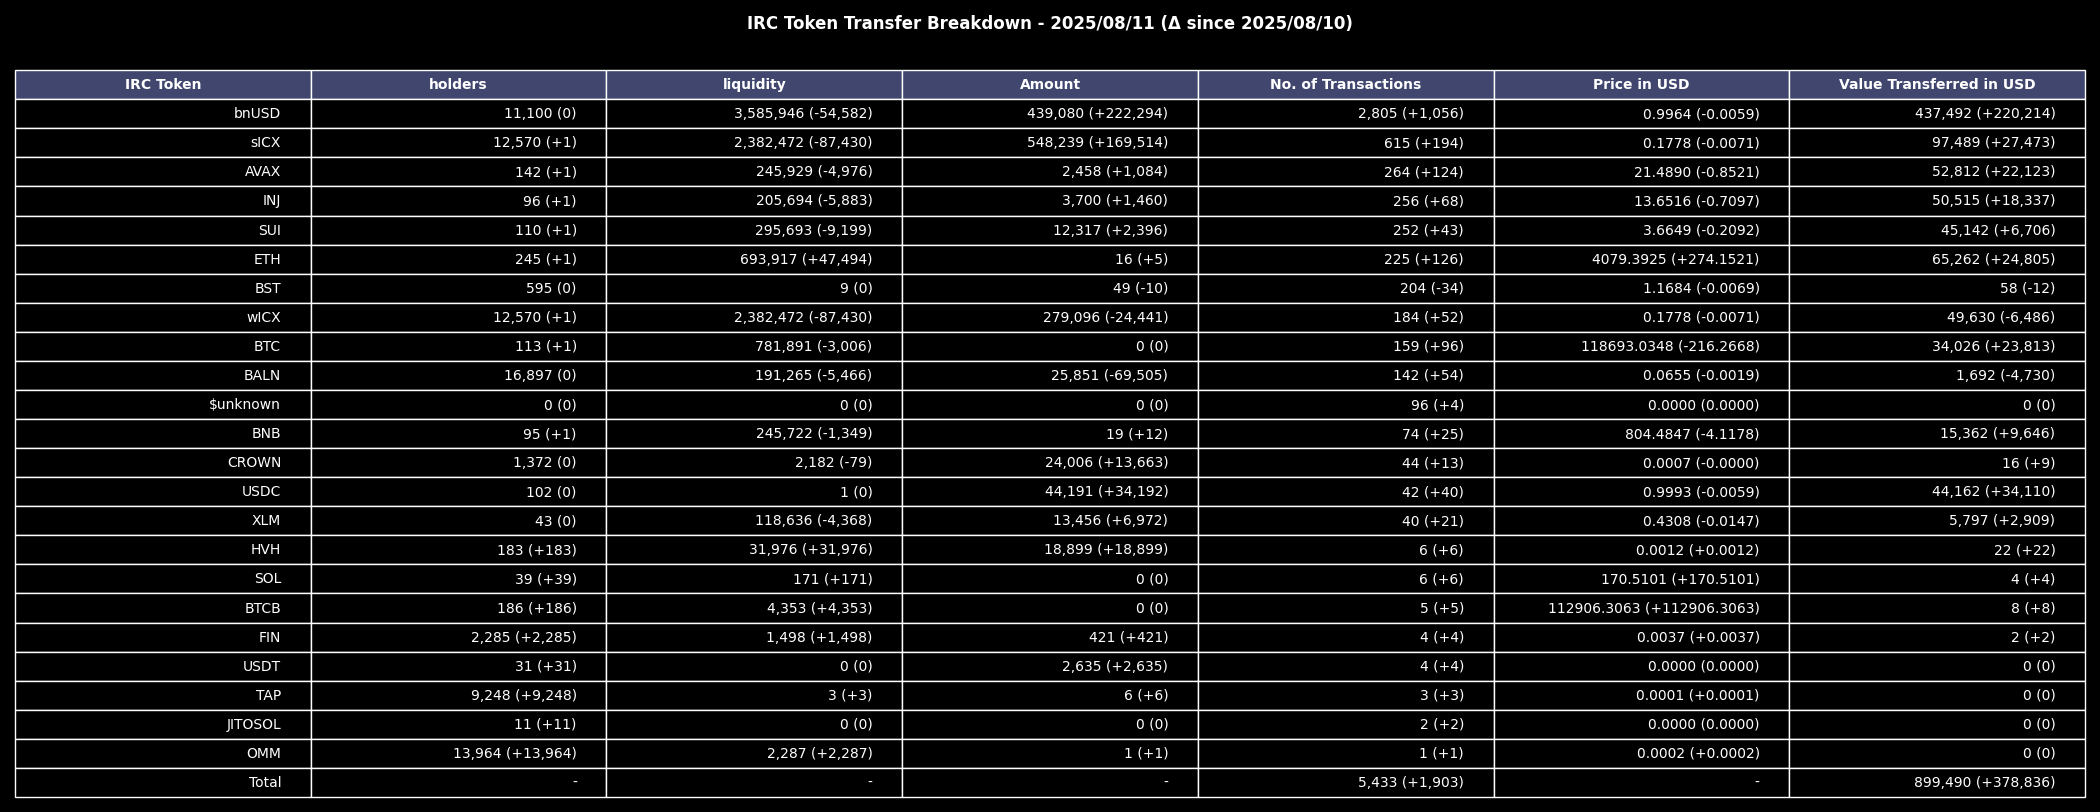 IRC Token Transfer Breakdown - 2025/08/11 (Δ since 2025/08/10)
IRC Token holders liquidity Amount No. of Transactions Price in USD Value Transferred in USD
bnUSD 11,100 (0) 3,585,946 (-54,582) 439,080 (+222,294) 2,805 (+1,056) 0.9964 (-0.0059) 437,492 (+220,214)
sICX 12,570 (+1) 2,382,472 (-87,430) 548,239 (+169,514) 615 (+194) 0.1778 (-0.0071) 97,489 (+27,473)
AVAX 142 (+1) 245,929 (-4,976) 2,458 (+1,084) 264 (+124) 21.4890 (-0.8521) 52,812 (+22,123)
INJ 96 (+1) 205,694 (-5,883) 3,700 (+1,460) 256 (+68) 13.6516 (-0.7097) 50,515 (+18,337)
SUI 110 (+1) 295,693 (-9,199) 12,317 (+2,396) 252 (+43) 3.6649 (-0.2092) 45,142 (+6,706)
ETH 245 (+1) 693,917 (+47,494) 16 (+5) 225 (+126) 4079.3925 (+274.1521) 65,262 (+24,805)
BST 595 (0) 9 (0) 49 (-10) 204 (-34) 1.1684 (-0.0069) 58 (-12)
wICX 12,570 (+1) 2,382,472 (-87,430) 279,096 (-24,441) 184 (+52) 0.1778 (-0.0071) 49,630 (-6,486)
BTC 113 (+1) 781,891 (-3,006) 0 (0) 159 (+96) 118693.0348 (-216.2668) 34,026 (+23,813)
BALN 16,897 (0) 191,265 (-5,466) 25,851 (-69,505) 142 (+54) 0.0655 (-0.0019) 1,692 (-4,730)
$unknown 0 (0) 0 (0) 0 (0) 96 (+4) 0.0000 (0.0000) 0 (0)
BNB 95 (+1) 245,722 (-1,349) 19 (+12) 74 (+25) 804.4847 (-4.1178) 15,362 (+9,646)
CROWN 1,372 (0) 2,182 (-79) 24,006 (+13,663) 44 (+13) 0.0007 (-0.0000) 16 (+9)
USDC 102 (0) 1 (0) 44,191 (+34,192) 42 (+40) 0.9993 (-0.0059) 44,162 (+34,110)
XLM 43 (0) 118,636 (-4,368) 13,456 (+6,972) 40 (+21) 0.4308 (-0.0147) 5,797 (+2,909)
HVH 183 (+183) 31,976 (+31,976) 18,899 (+18,899) 6 (+6) 0.0012 (+0.0012) 22 (+22)
SOL 39 (+39) 171 (+171) 0 (0) 6 (+6) 170.5101 (+170.5101) 4 (+4)
BTCB 186 (+186) 4,353 (+4,353) 0 (0) 5 (+5) 112906.3063 (+112906.3063) 8 (+8)
FIN 2,285 (+2,285) 1,498 (+1,498) 421 (+421) 4 (+4) 0.0037 (+0.0037) 2 (+2)
USDT 31 (+31) 0 (0) 2,635 (+2,635) 4 (+4) 0.0000 (0.0000) 0 (0)
TAP 9,248 (+9,248) 3 (+3) 6 (+6) 3 (+3) 0.0001 (+0.0001) 0 (0)
JITOSOL 11 (+11) 0 (0) 0 (0) 2 (+2) 0.0000 (0.0000) 0 (0)
OMM 13,964 (+13,964) 2,287 (+2,287) 1 (+1) 1 (+1) 0.0002 (+0.0002) 0 (0)
Total - - - 5,433 (+1,903) - 899,490 (+378,836)